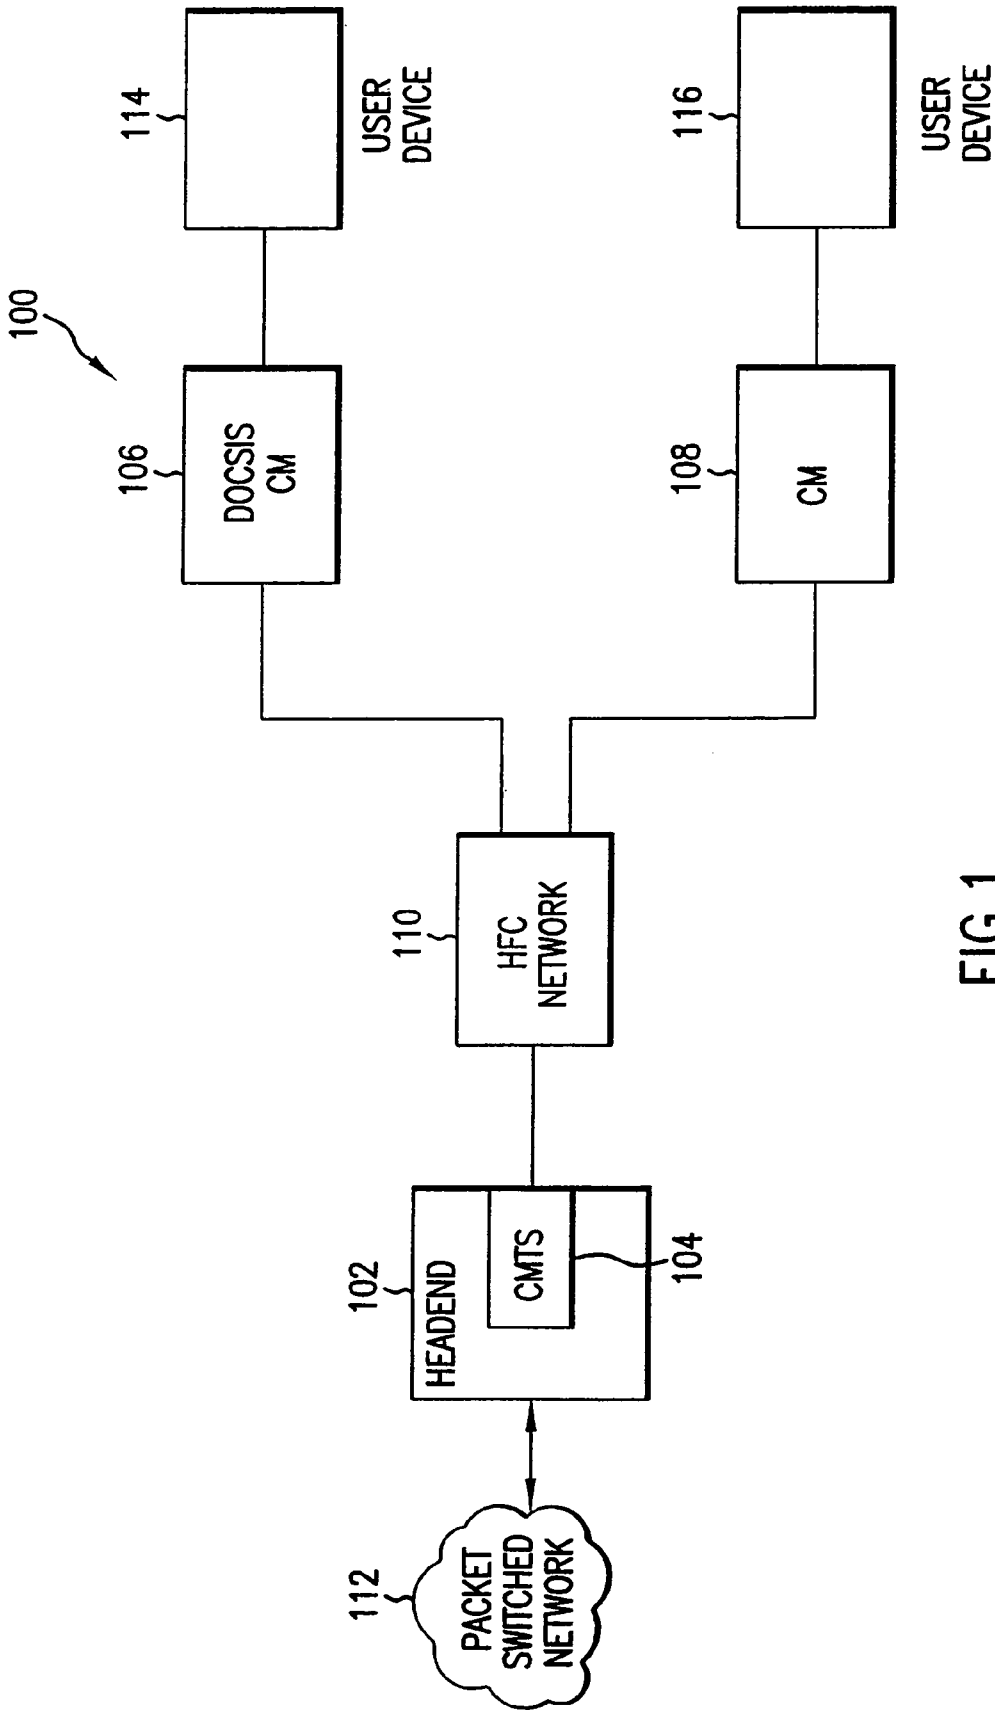 100
112
PACKET
SWITCHED
NETWORK
102
HEADEND
CMTS
104
110
HFC
NETWORK
106
DOCSIS
CM
114
USER
DEVICE
108
CM
116
USER
DEVICE
FIG.1